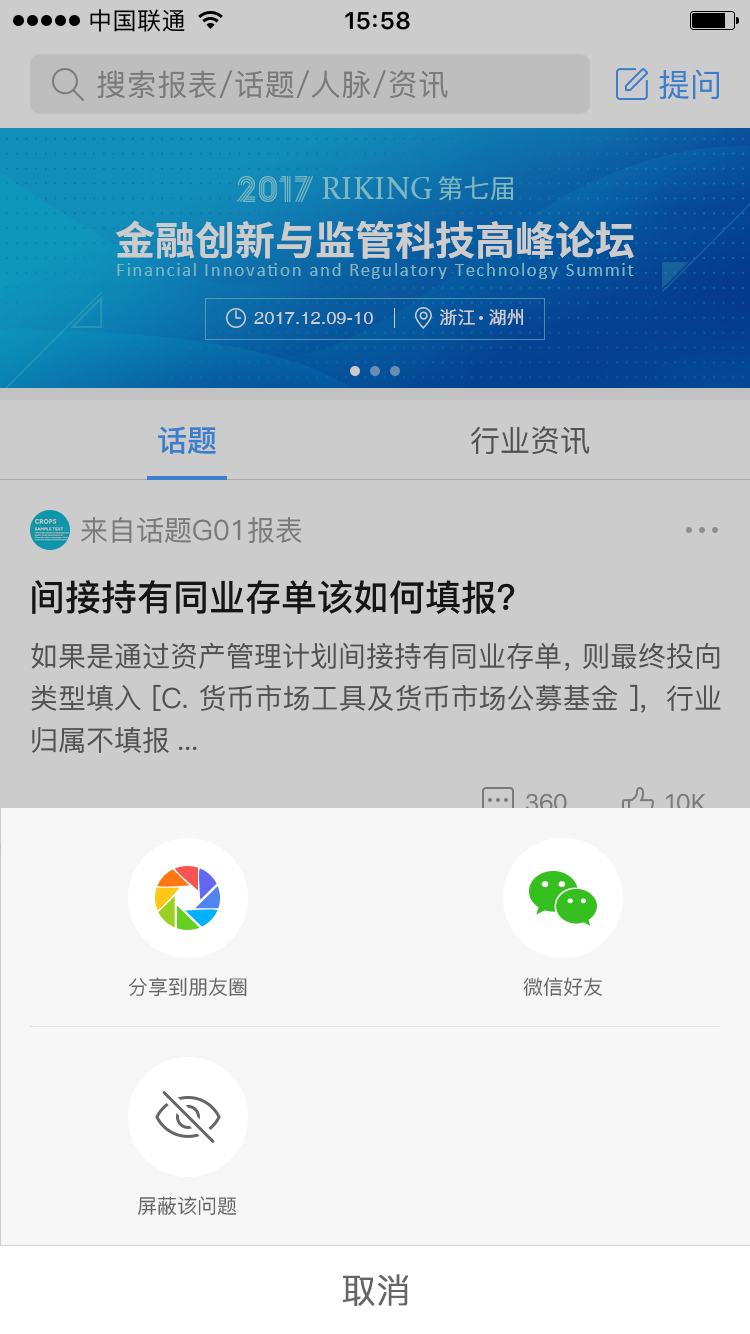 中国联通
15:58
搜索报表/话题/人脉/资讯
提问
2017 RIKING 第七届
金融创新与监管科技高峰论坛
Financial Innovation and Regulatory Technology Summit
2017.12.09-10
浙江·湖州
话题
行业资讯
CROPS
SAMPLE TEXT
来自话题G01报表
间接持有同业存单该如何填报?
如果是通过资产管理计划间接持有同业存单, 则最终投向
类型填入 [C. 货币市场工具及货币市场公募基金 ], 行业
归属不填报 ...
360
10K
分享到朋友圈
微信好友
屏蔽该问题
取消